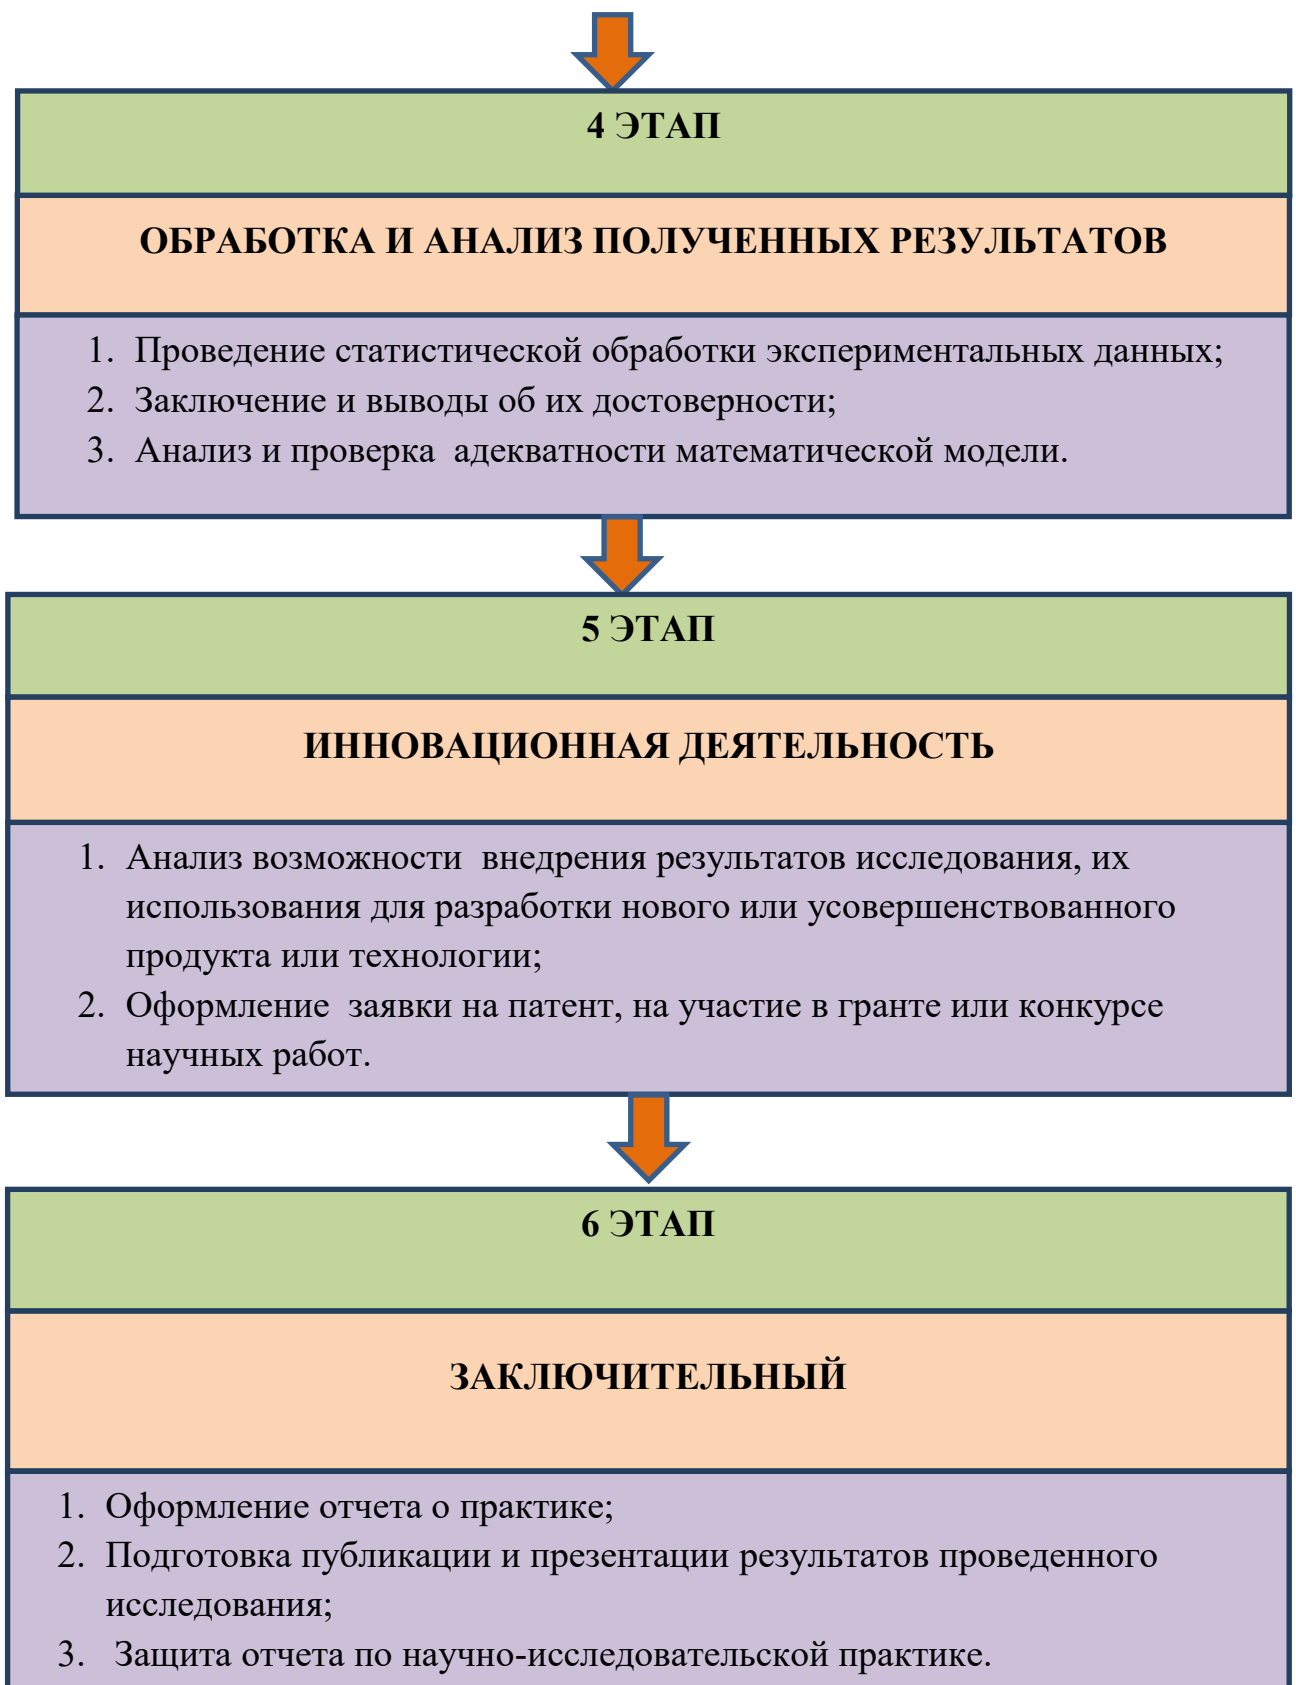 4 ЭТАП
ОБРАБОТКА И АНАЛИЗ ПОЛУЧЕННЫХ РЕЗУЛЬТАТОВ
1. Проведение статистической обработки экспериментальных данных;
2. Заключение и выводы об их достоверности;
3. Анализ и проверка  адекватности математической модели.
5 ЭТАП
ИННОВАЦИОННАЯ ДЕЯТЕЛЬНОСТЬ
1. Анализ возможности  внедрения результатов исследования, их
использования для разработки нового или усовершенствованного
продукта или технологии;
2. Оформление  заявки на патент, на участие в гранте или конкурсе
научных работ.
6 ЭТАП
ЗАКЛЮЧИТЕЛЬНЫЙ
1. Оформление отчета о практике;
2. Подготовка публикации и презентации результатов проведенного
исследования;
3. Защита отчета по научно-исследовательской практике.